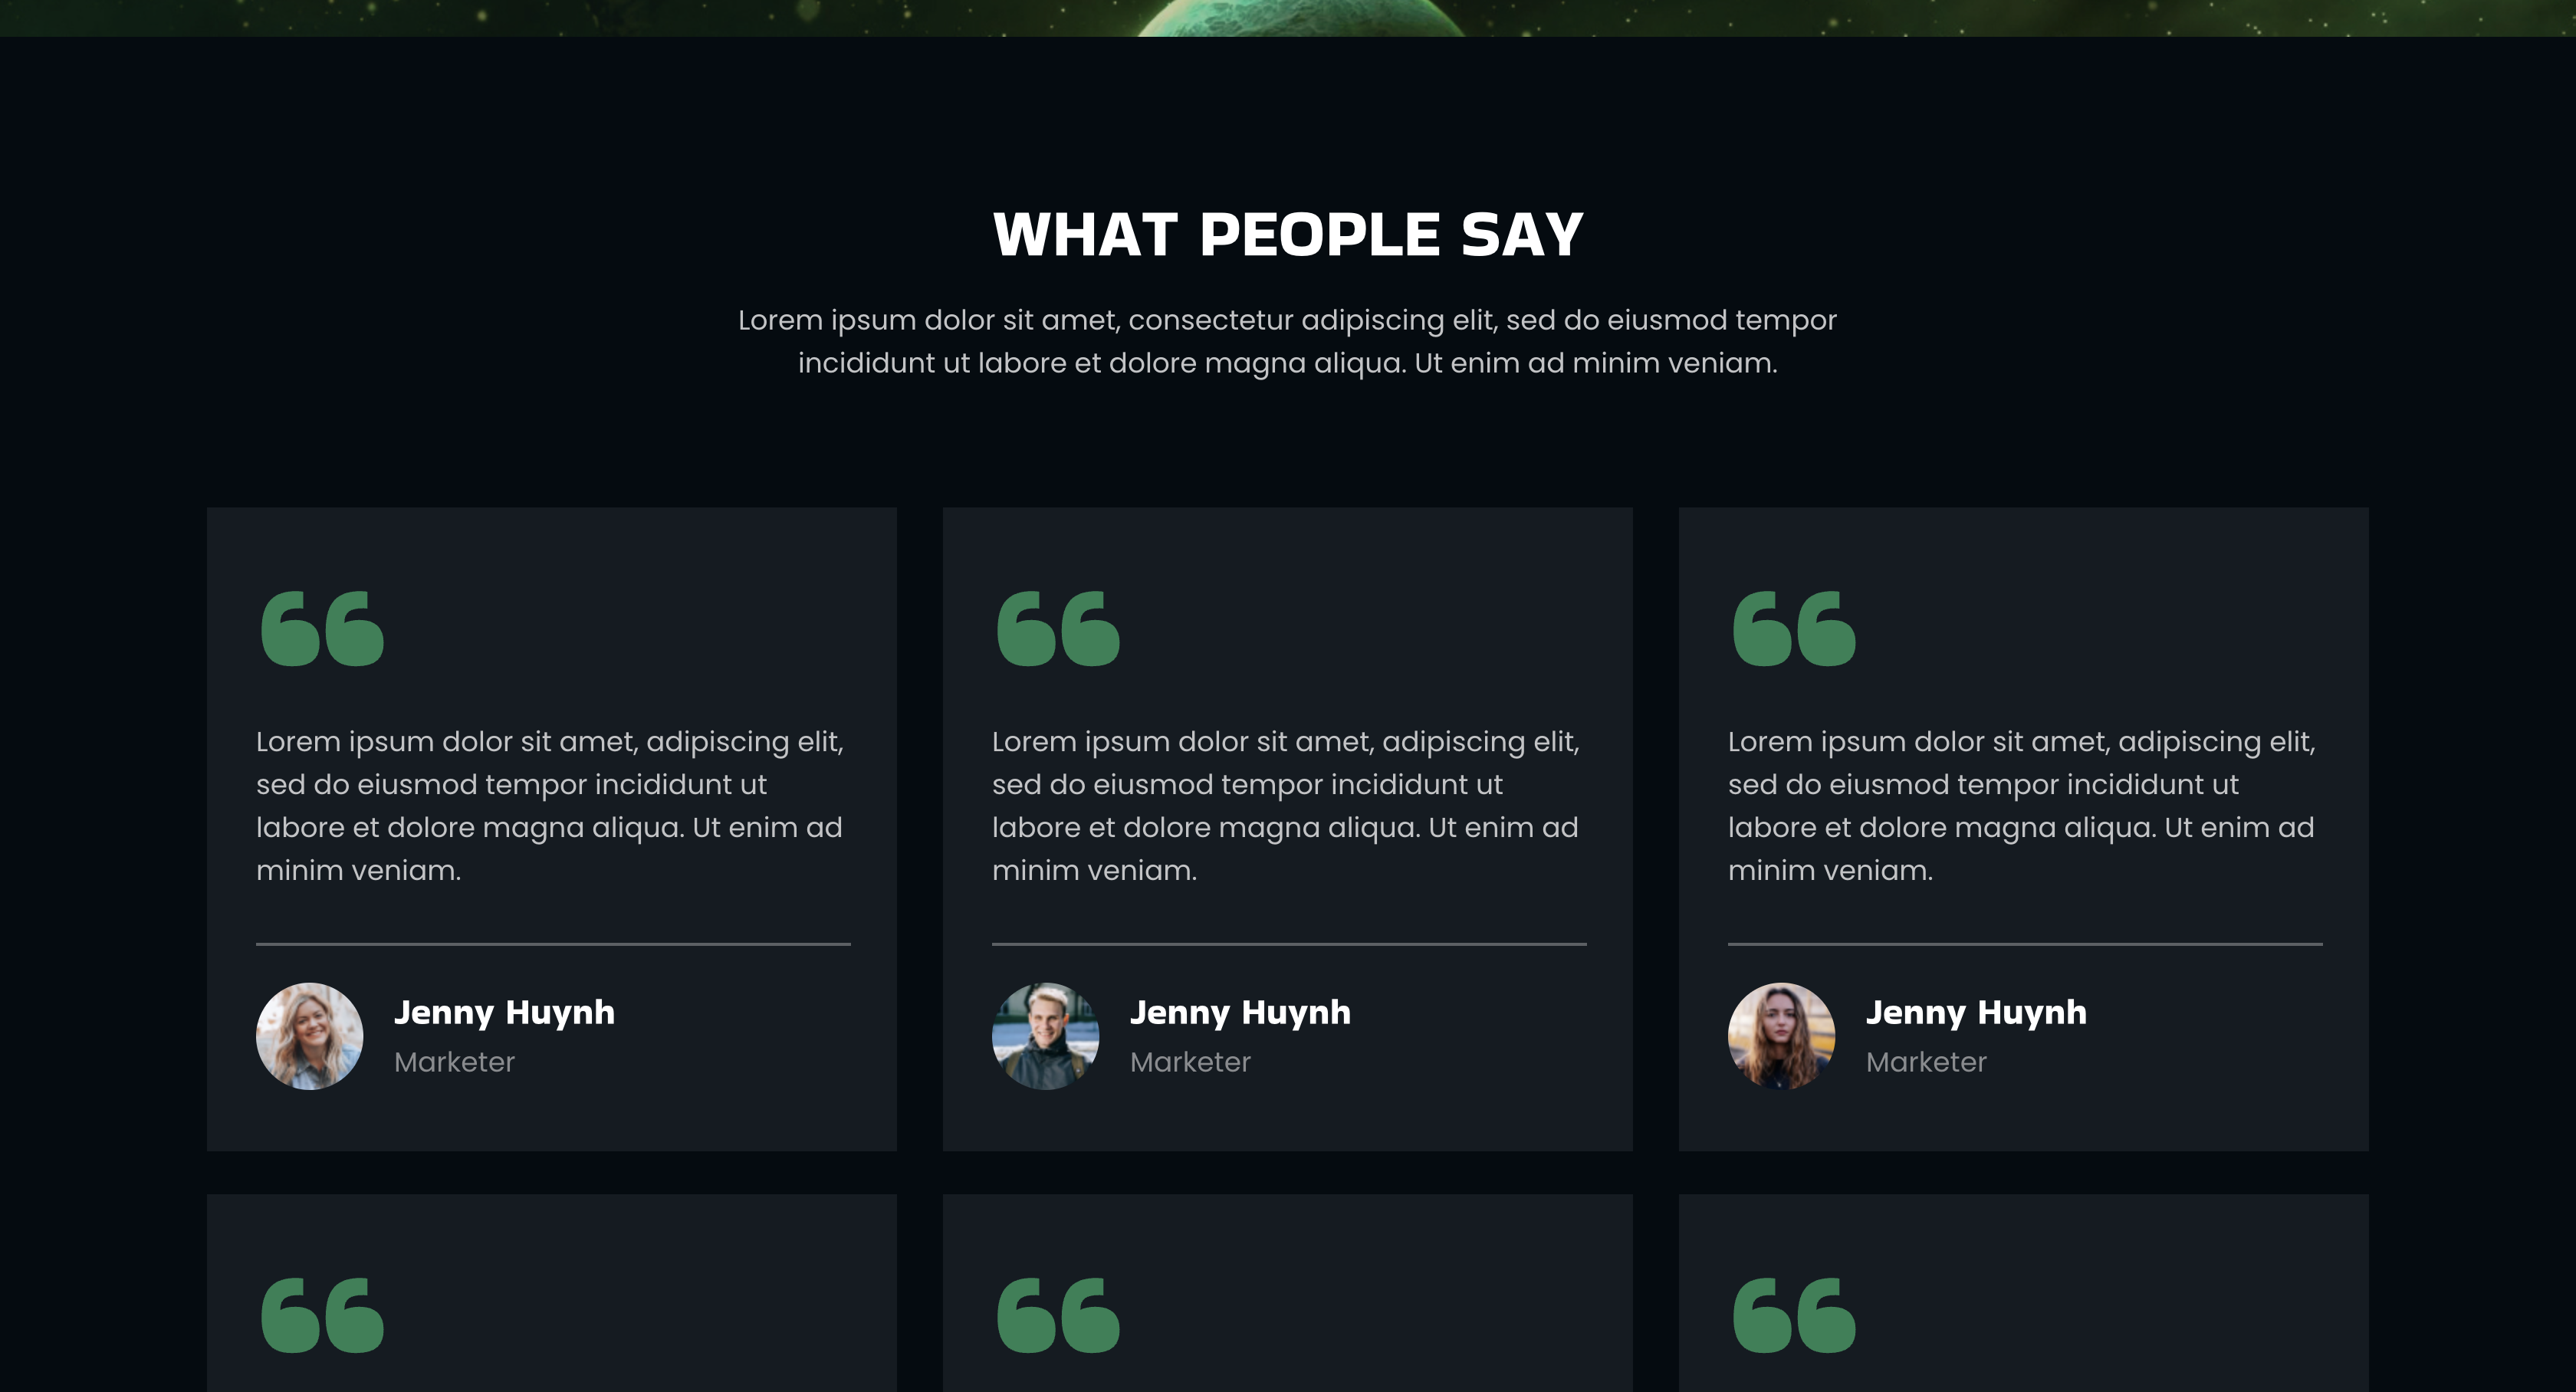 WHAT PEOPLE SAY
Lorem ipsum dolor sit amet, consectetur adipiscing elit, sed do eiusmod tempor
incididunt ut labore et dolore magna aliqua. Ut enim ad minim veniam.
“
Lorem ipsum dolor sit amet, adipiscing elit,
sed do eiusmod tempor incididunt ut
labore et dolore magna aliqua. Ut enim ad
minim veniam.
Jenny Huynh
Marketer
“
Lorem ipsum dolor sit amet, adipiscing elit,
sed do eiusmod tempor incididunt ut
labore et dolore magna aliqua. Ut enim ad
minim veniam.
Jenny Huynh
Marketer
“
Lorem ipsum dolor sit amet, adipiscing elit,
sed do eiusmod tempor incididunt ut
labore et dolore magna aliqua. Ut enim ad
minim veniam.
Jenny Huynh
Marketer
“
“
“